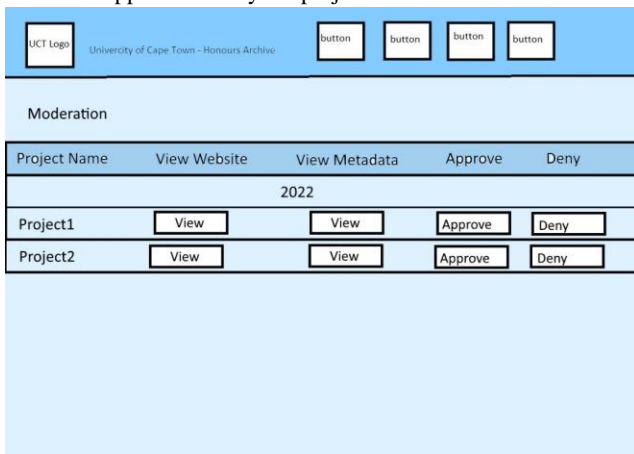 UCT Logo
Univercity of Cape Town - Honours Archive
button
button
button
button
Moderation
Project Name View Website View Metadata Approve Deny
2022
Project1 View View Approve Deny
Project2 View View Approve Deny